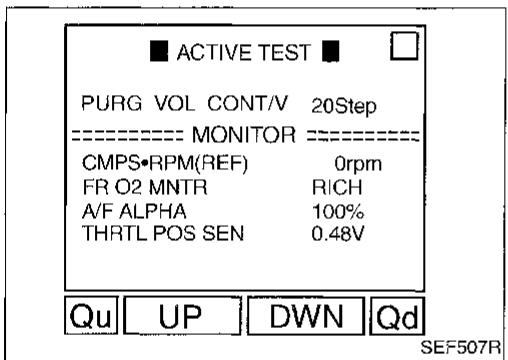 ■ ACTIVE TEST ■
PURG VOL CONT/V 20Step
========= MONITOR =========
CMPS•RPM(REF) 0rpm
FR O2 MNTR RICH
A/F ALPHA 100%
THRTL POS SEN 0.48V
Qu UP DWN Qd
SEF507R